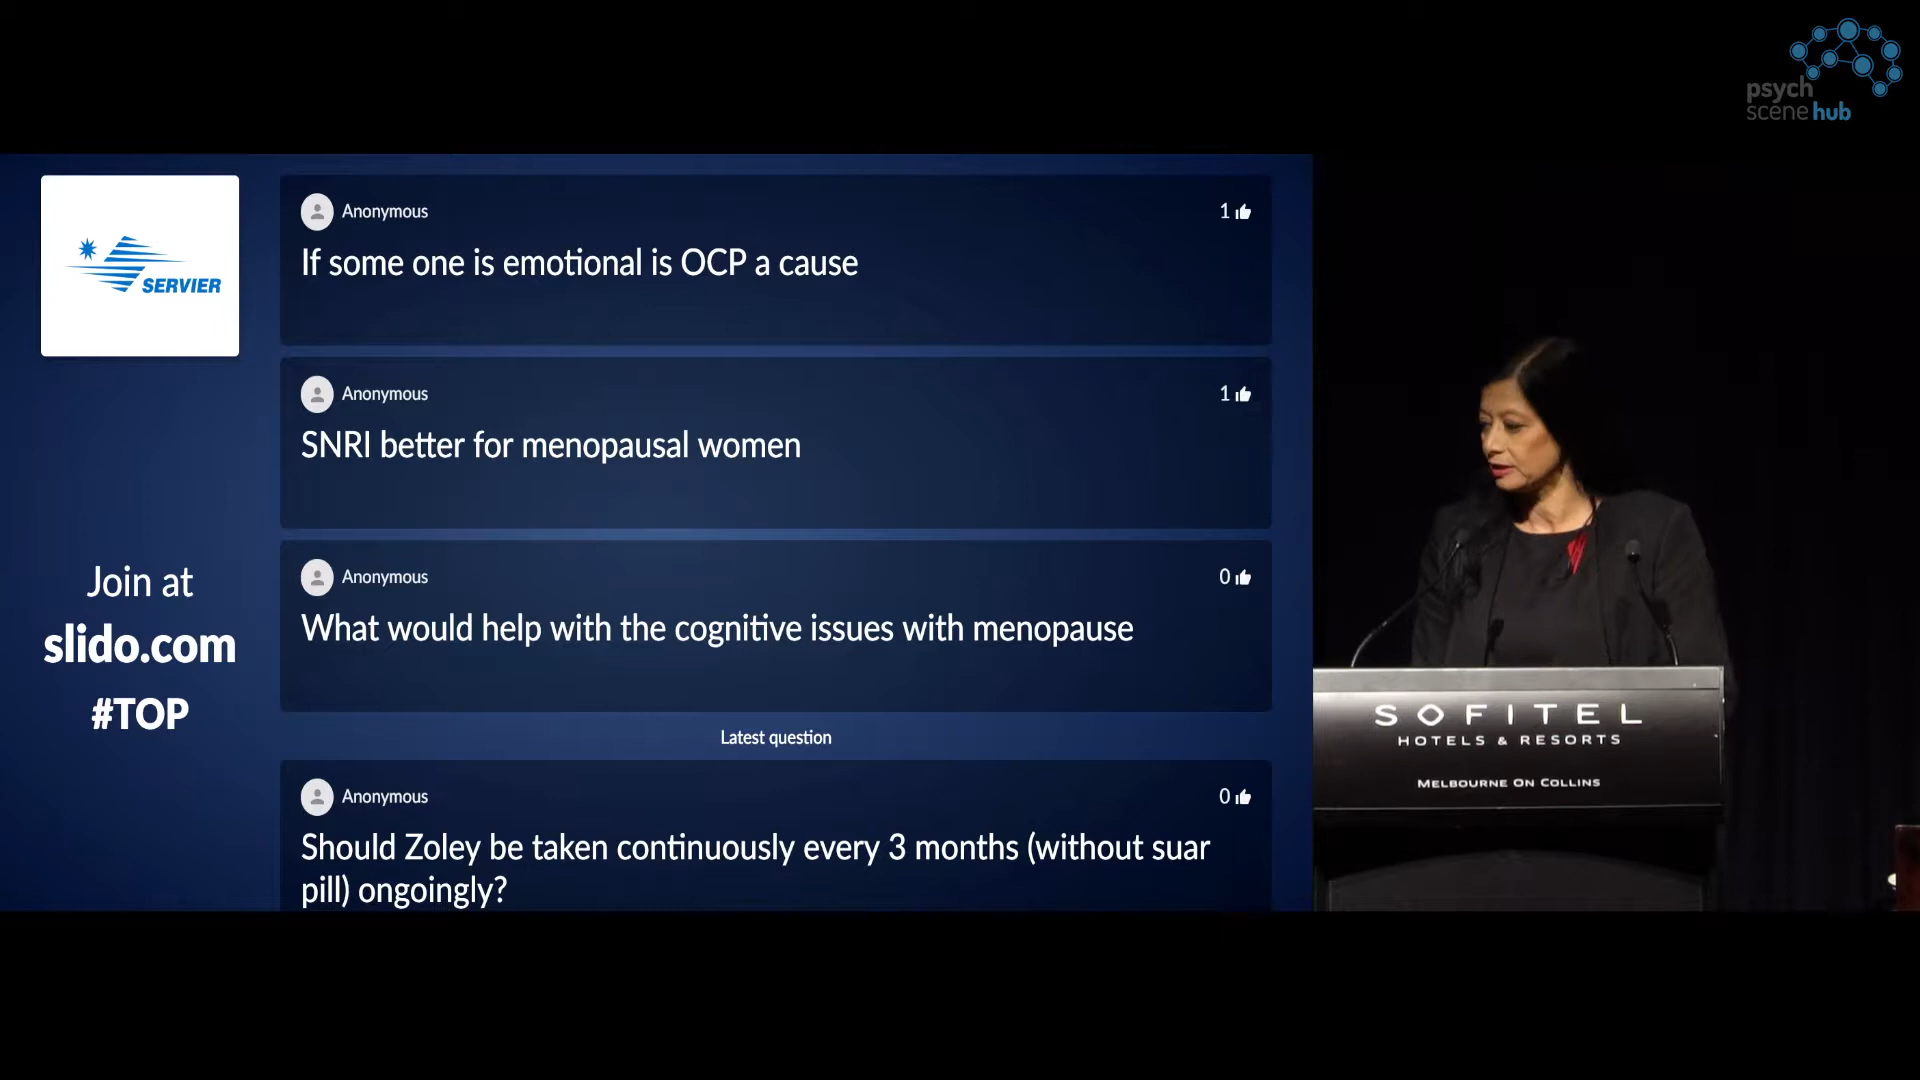 psych
scene hub
SERVIER
Join at
slido.com
#TOP
Anonymous
1
If some one is emotional is OCP a cause
Anonymous
1
SNRI better for menopausal women
Anonymous
0
What would help with the cognitive issues with menopause
Latest question
Anonymous
0
Should Zoley be taken continuously every 3 months (without suar
pill) ongoingly?
SOFITEL
HOTELS & RESORTS
MELBOURNE ON COLLINS